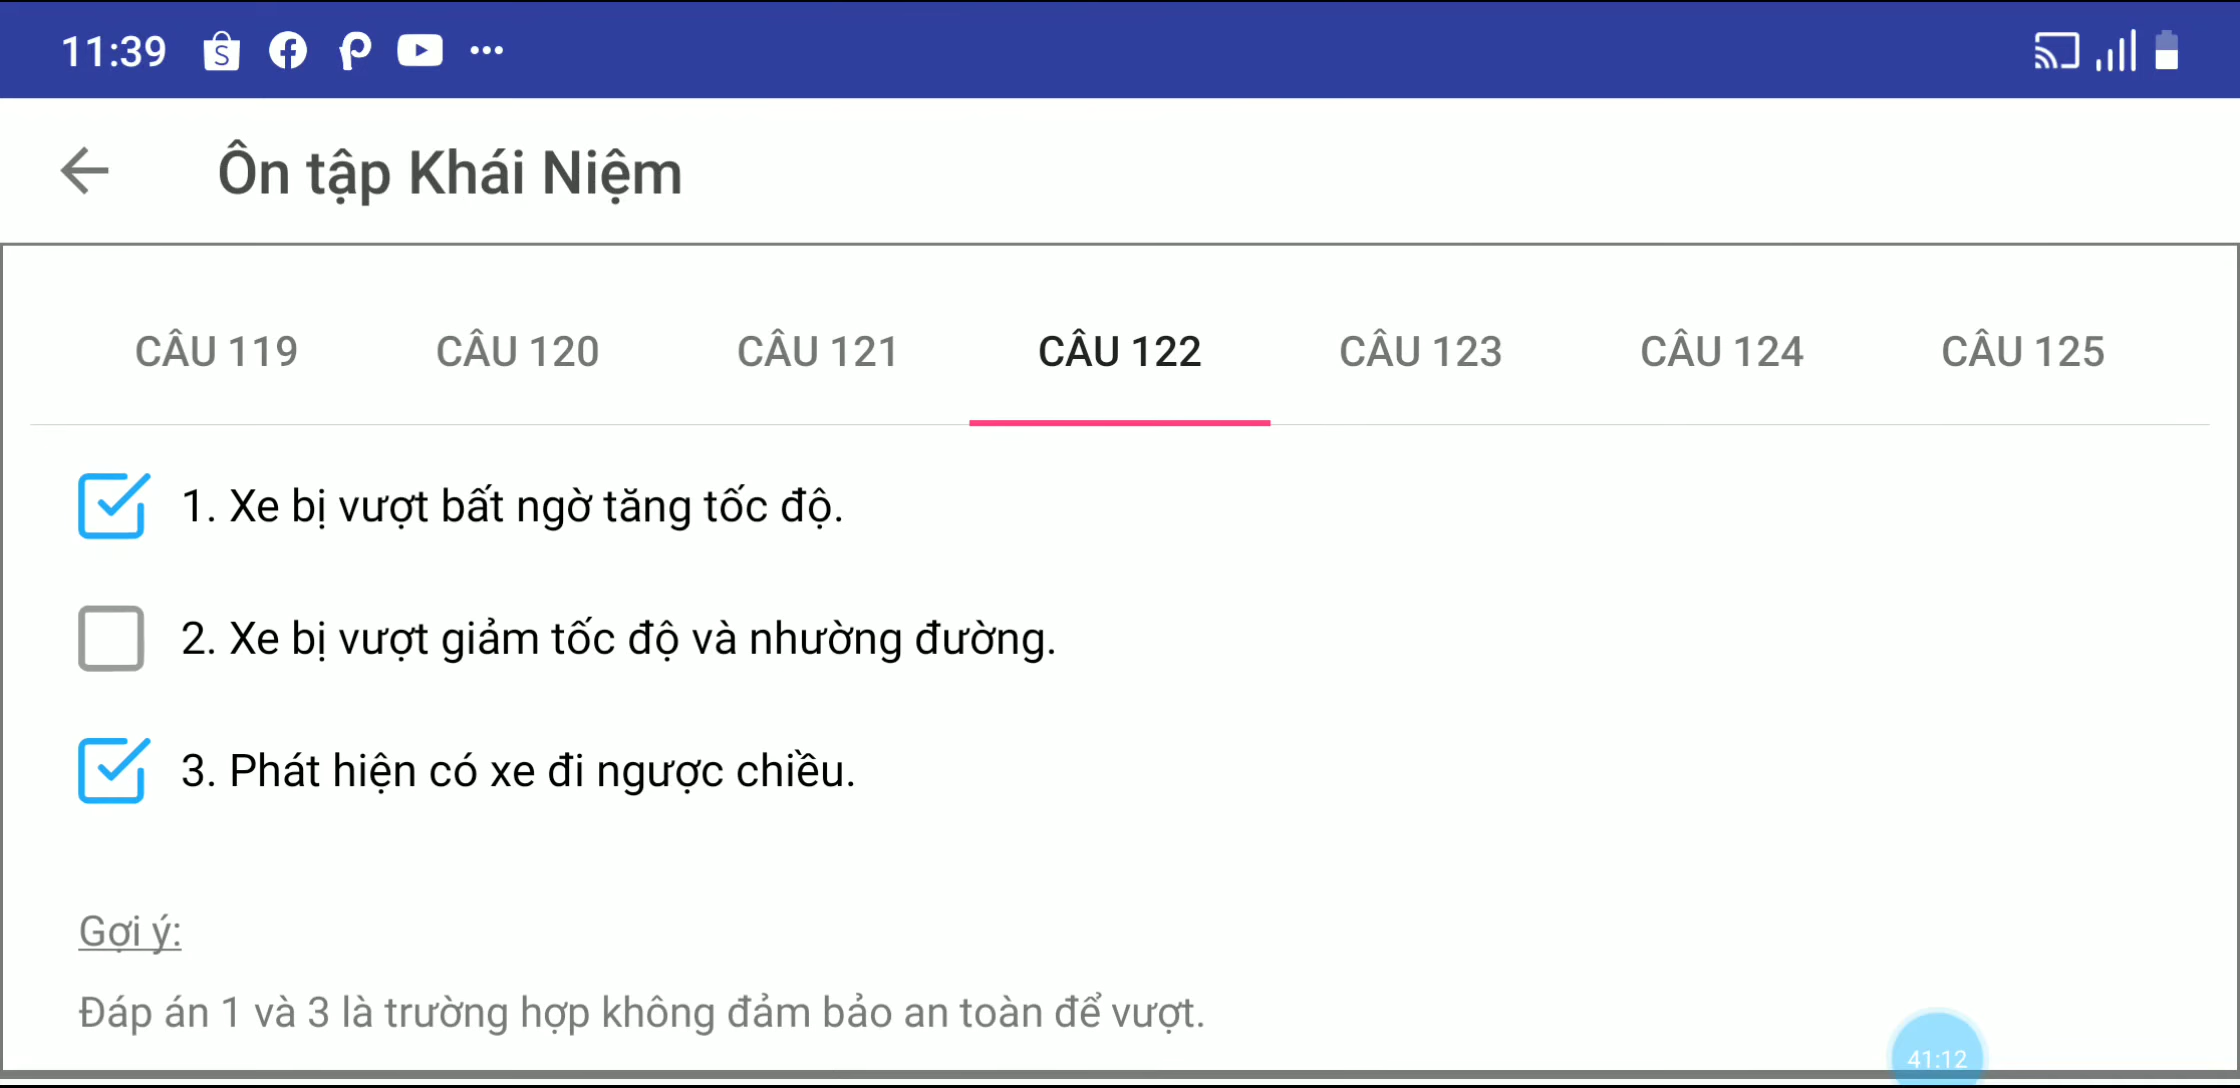 11:39
Ôn tập Khái Niệm
CÂU 119 CÂU 120 CÂU 121 CÂU 122 CÂU 123 CÂU 124 CÂU 125
1. Xe bị vượt bất ngờ tăng tốc độ.
2. Xe bị vượt giảm tốc độ và nhường đường.
3. Phát hiện có xe đi ngược chiều.
Gợi ý:
Đáp án 1 và 3 là trường hợp không đảm bảo an toàn để vượt.
41:12